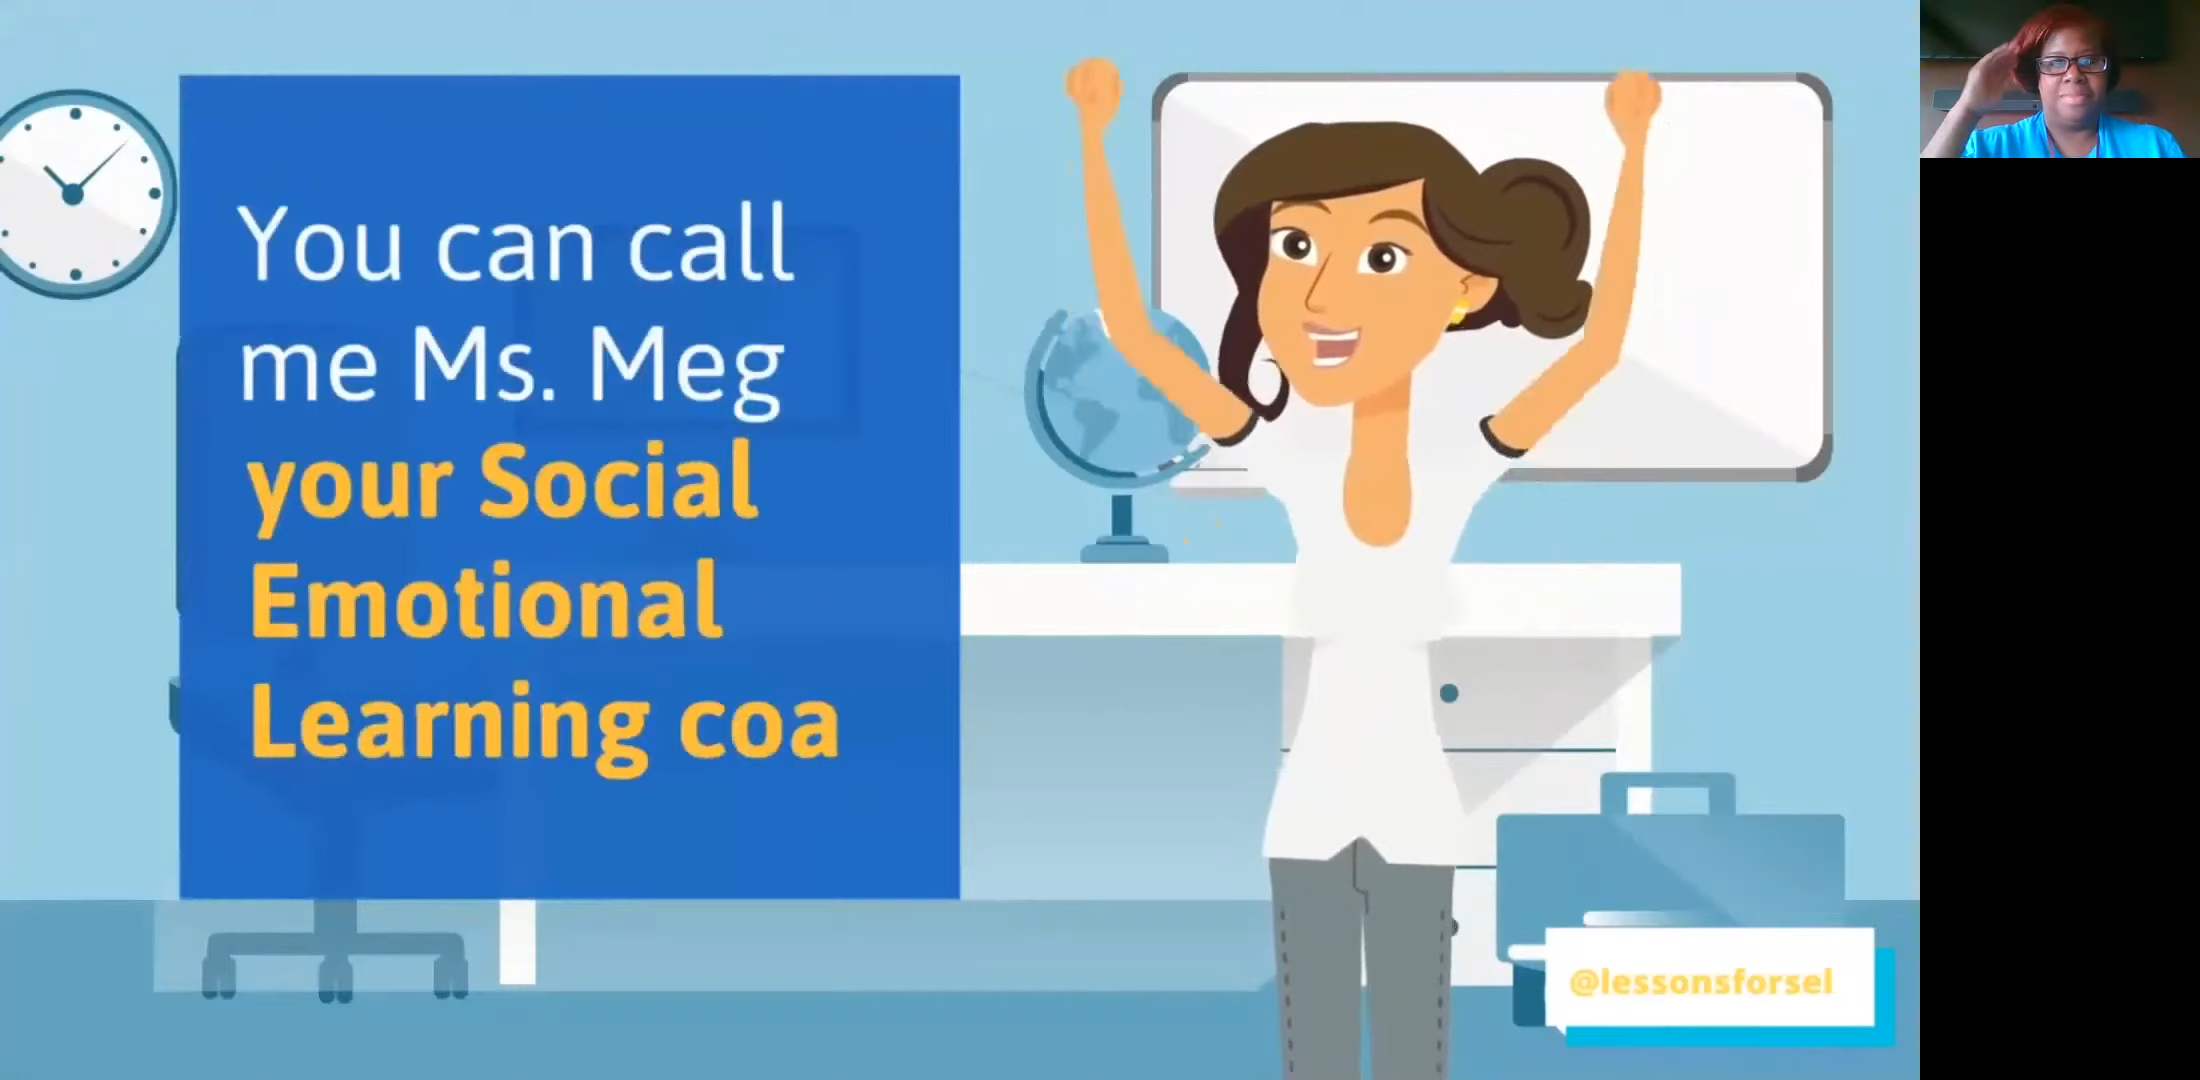 You can call
me Ms. Meg
your Social
Emotional
Learning coa
@lessonsforsel